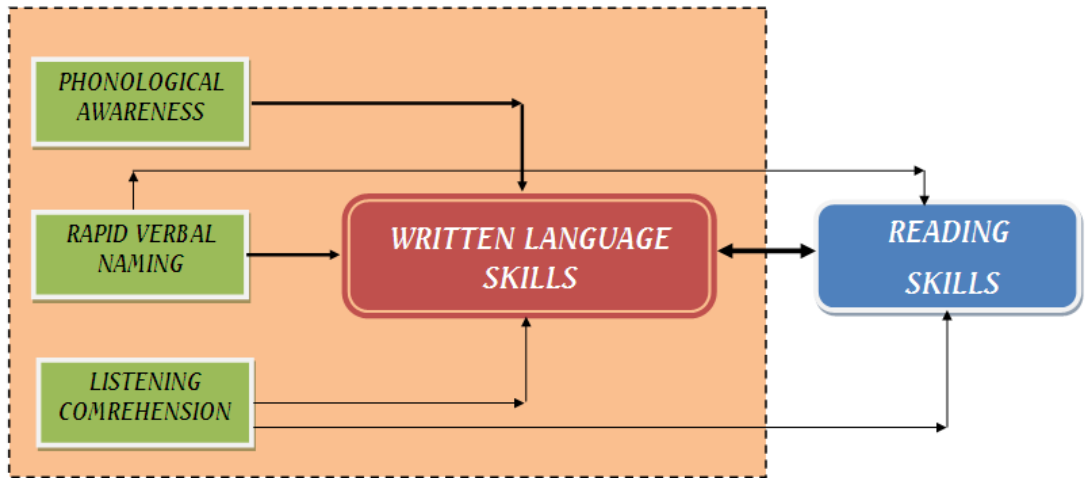 PHONOLOGICAL
AWARENESS
RAPID VERBAL
NAMING
WRITTEN LANGUAGE
SKILLS
READING
SKILLS
LISTENING
COMREHENSION